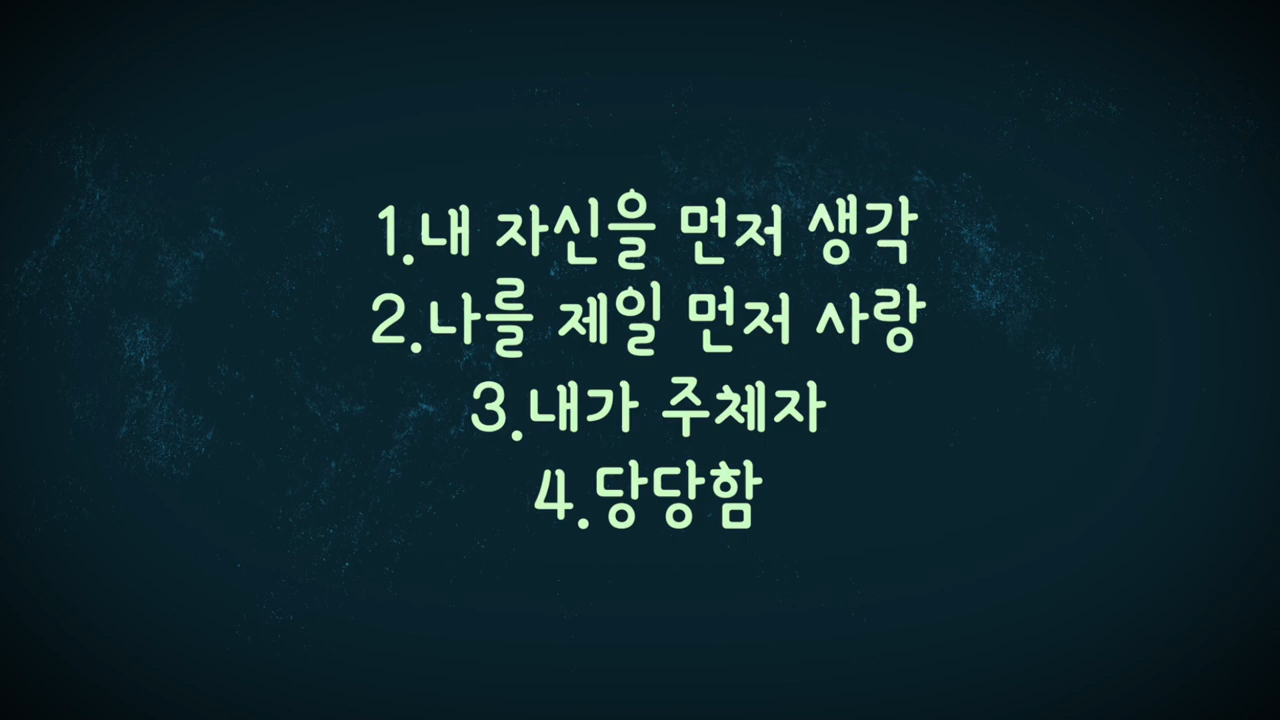 1.내 자신을 먼저 생각
2.나를 제일 먼저 사랑
3.내가 주체자
4.당당함